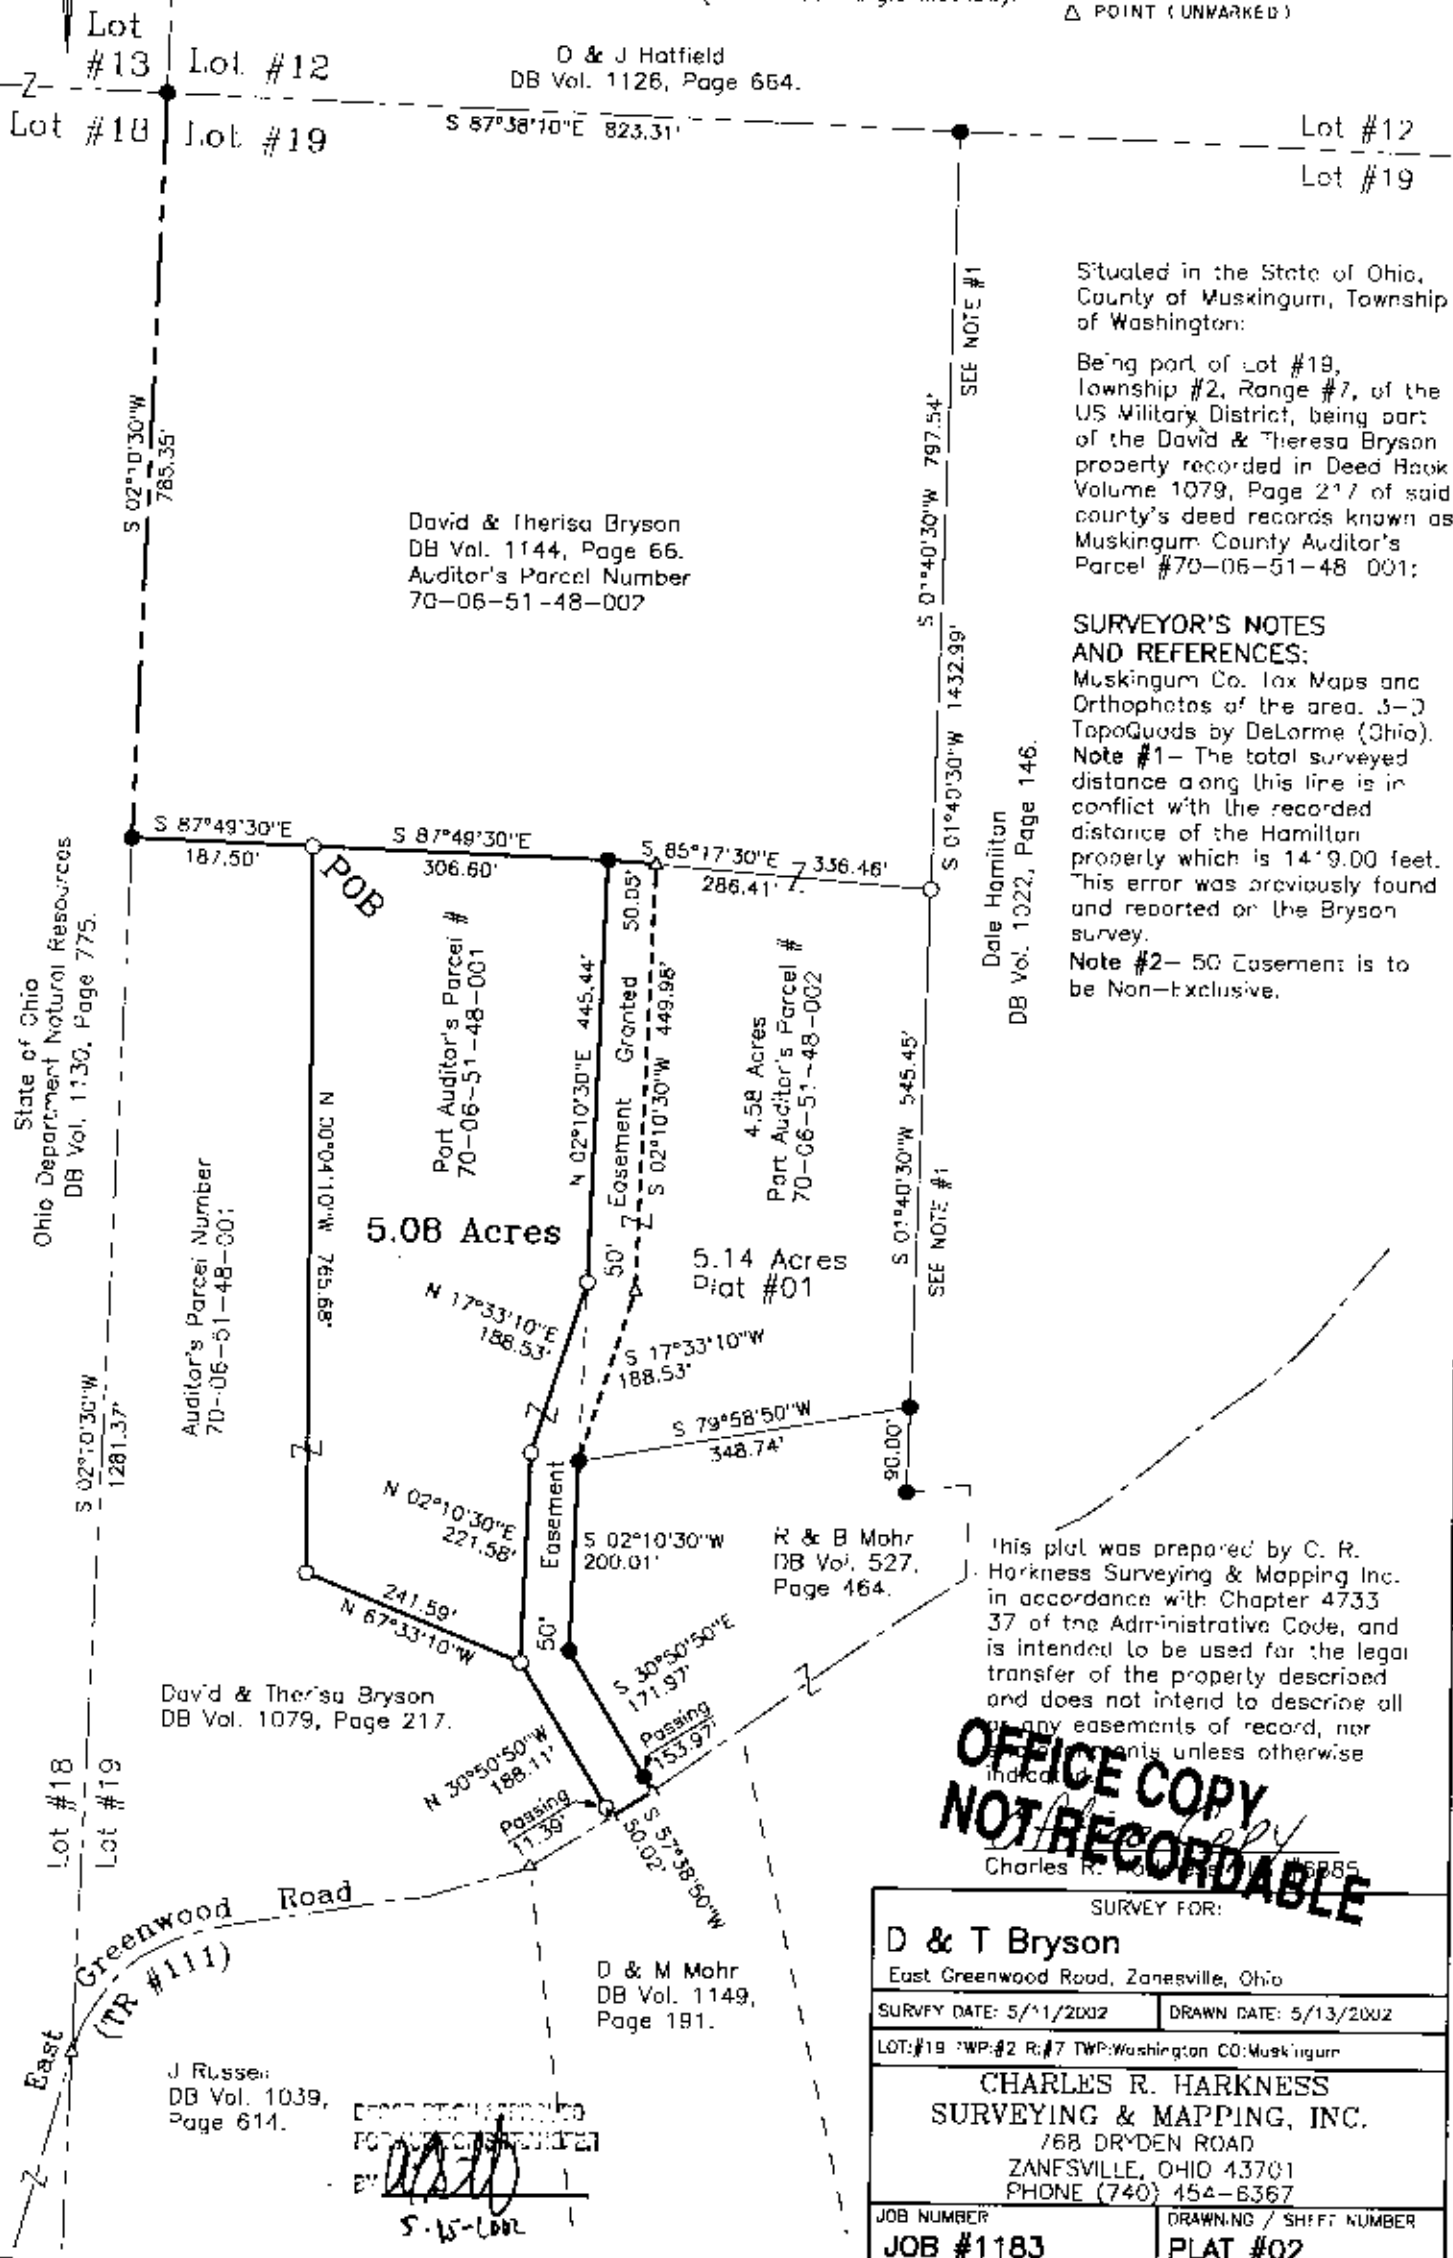 △ POINT (UNMARKED)
Lot
#13
Lot #12
Lot #18
Lot #19
D & J Hatfield
DB Vol. 1126, Page 664.
S 87°38'10"E 823.31'
Lot #12
Lot #19
S 02°10'30"W
785.35'
SEE NOTE #1
S 01°40'30"W 797.54'
S 01°40'30"W 1432.99'
David & Therisa Bryson
DB Vol. 1144, Page 66.
Auditor's Parcel Number
70-06-51-48-002
Situated in the State of Ohio,
County of Muskingum, Township
of Washington:
Being part of Lot #19,
Township #2, Range #7, of the
US Military District, being part
of the David & Theresa Bryson
property recorded in Deed Book
Volume 1079, Page 217 of said
county's deed records known as
Muskingum County Auditor's
Parcel #70-06-51-48 001;
SURVEYOR'S NOTES
AND REFERENCES:
Muskingum Co. Tax Maps and
Orthophotos of the area. 3-D
TopoQuads by DeLorme (Ohio).
Note #1- The total surveyed
distance along this line is in
conflict with the recorded
distance of the Hamilton
property which is 1419.00 feet.
This error was previously found
and reported on the Bryson
survey.
Note #2- 50 Easement is to
be Non-Exclusive.
Dale Hamilton
DB Vol. 1022, Page 146.
S 87°49'30"E
187.50'
POB
S 87°49'30"E
306.60'
S 85°17'30"E 336.46'
286.41'
50.05'
State of Ohio
Ohio Department Natural Resources
DB Vol. 1130, Page 775.
Part Auditor's Parcel #
70-06-51-48-001
5.08 Acres
N 02°10'30"E 445.44'
50' Easement Granted
S 02°10'30"W 449.95'
4.58 Acres
Part Auditor's Parcel #
70-06-51-48-002
5.14 Acres
Plat #01
S 01°40'30"W 545.45'
SEE NOTE #1
N 00°04'10"W 765.68'
Auditor's Parcel Number
70-06-51-48-001
S 02°10'30"W
1281.37'
N 17°33'10"E
188.53'
S 17°33'10"W
188.53'
S 79°58'50"W
348.74'
90.00'
N 02°10'30"E
221.58'
50' Easement
S 02°10'30"W
200.01'
R & B Mohr
DB Vol. 527,
Page 464.
241.59'
N 67°33'10"W
David & Therisa Bryson
DB Vol. 1079, Page 217.
S 30°50'50"E
171.97'
Passing
153.97'
N 30°50'50"W
188.11'
Passing
11.39'
S 57°38'50"W
50.02'
Lot #18
Lot #19
East Greenwood Road
(TR #111)
D & M Mohr
DB Vol. 1149,
Page 191.
J Russell
DB Vol. 1039,
Page 614.
BY
This plat was prepared by C. R.
Harkness Surveying & Mapping Inc.
in accordance with Chapter 4733
37 of the Administrative Code, and
is intended to be used for the legal
transfer of the property described
and does not intend to describe all
or any easements of record, nor
unless otherwise
indicated.
OFFICE COPY
NOT RECORDABLE
Charles R.
SURVEY FOR:
D & T Bryson
East Greenwood Road, Zanesville, Ohio
SURVEY DATE: 5/11/2002
DRAWN DATE: 5/13/2002
LOT:#19 TWP:#2 R:#7 TWP:Washington CO:Muskingum
CHARLES R. HARKNESS
SURVEYING & MAPPING, INC.
768 DRYDEN ROAD
ZANESVILLE, OHIO 43701
PHONE (740) 454-6367
JOB NUMBER
JOB #1183
DRAWING / SHEET NUMBER
PLAT #02